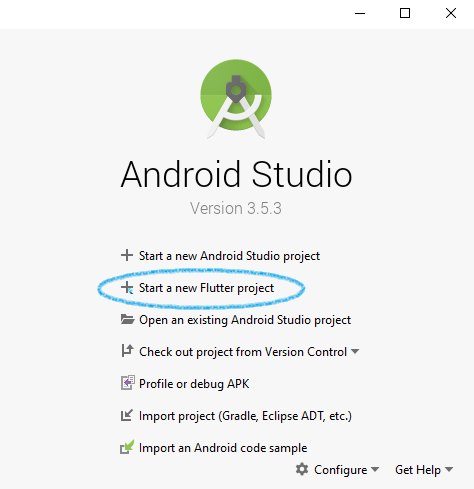 Android Studio
Version 3.5.3
Start a new Android Studio project
Start a new Flutter project
Open an existing Android Studio project
Check out project from Version Control
Profile or debug APK
Import project (Gradle, Eclipse ADT, etc.)
Import an Android code sample
Configure Get Help